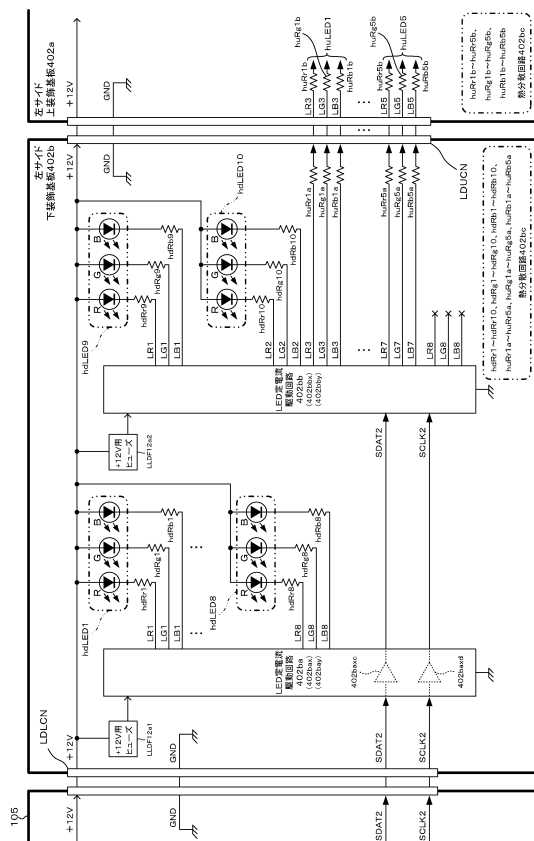 左サイド
上装飾基板402a
+12V
GND
huRr1b
huRg1b
huLED1
huRb1b
LR3
LG3
LB3
…
huRr5b
huRg5b
huLED5
huRb5b
LR5
LG5
LB5
huRr1b～huRr5b、
huRg1b～huRg5b、
huRb1b～huRb5b
熱分散回路402bc
左サイド
下装飾基板402b
+12V
GND
LDUCN
huRr1a
huRg1a
huRb1a
…
huRr5a
huRg5a
huRb5a
hdRr1～hdRr10、hdRg1～hdRg10、hdRb1～hdRb10、
huRr1a～huRr5a、huRg1a～huRg5a、huRb1a～huRb5a
熱分散回路402bc
hdLED9
R
G
B
hdRr9
hdRg9
hdRb9
LR1
LG1
LB1
hdLED10
R
G
B
hdRr10
hdRg10
hdRb10
LR2
LG2
LB2
LR3
LG3
LB3
…
LR7
LG7
LB7
LR8
LG8
LB8
+12V用
ヒューズ
LLDF12a2
LED定電流
駆動回路
402bb
(402bbx)
(402bby)
SDAT2
SCLK2
hdLED1
R
G
B
hdRr1
hdRg1
hdRb1
LR1
LG1
LB1
…
hdLED8
R
G
B
hdRr8
hdRg8
hdRb8
LR8
LG8
LB8
+12V用
ヒューズ
LLDF12a1
LED定電流
駆動回路
402ba
(402bax)
(402bay)
402baxc
402baxd
LDLCN
+12V
GND
SDAT2
SCLK2
105
+12V
GND
SDAT2
SCLK2